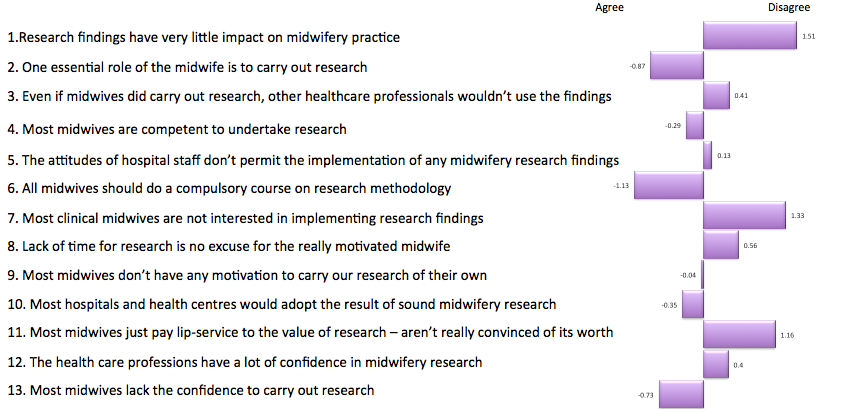 Agree Disagree
1.Research findings have very little impact on midwifery practice 1.51
2. One essential role of the midwife is to carry out research -0.87
3. Even if midwives did carry out research, other healthcare professionals wouldn't use the findings 0.41
4. Most midwives are competent to undertake research -0.29
5. The attitudes of hospital staff don't permit the implementation of any midwifery research findings 0.13
6. All midwives should do a compulsory course on research methodology -1.13
7. Most clinical midwives are not interested in implementing research findings 1.33
8. Lack of time for research is no excuse for the really motivated midwife 0.56
9. Most midwives don't have any motivation to carry our research of their own -0.04
10. Most hospitals and health centres would adopt the result of sound midwifery research -0.35
11. Most midwives just pay lip-service to the value of research – aren't really convinced of its worth 1.16
12. The health care professions have a lot of confidence in midwifery research 0.4
13. Most midwives lack the confidence to carry out research -0.73